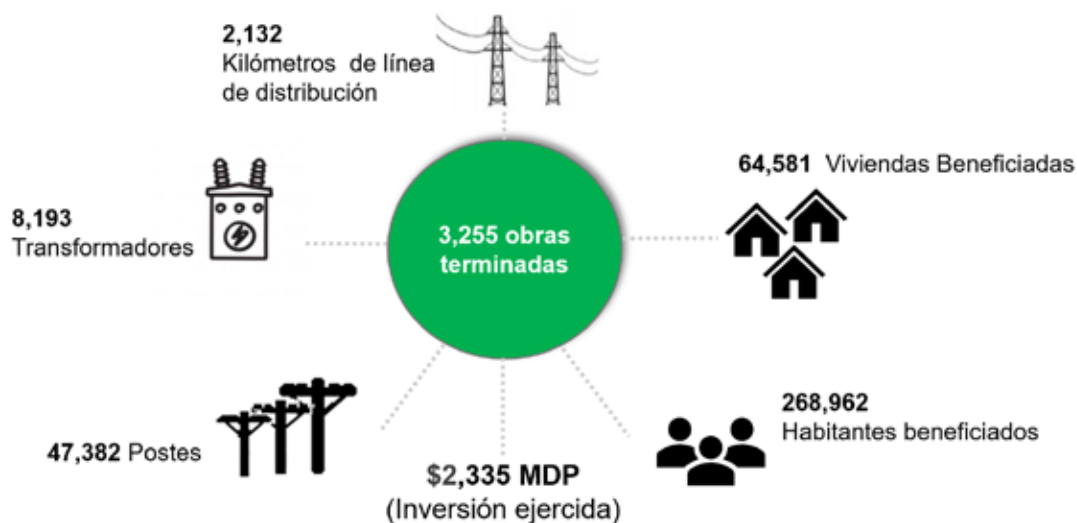 2,132
Kilómetros de línea
de distribución
64,581 Viviendas Beneficiadas
8,193
Transformadores
3,255 obras
terminadas
268,962
Habitantes beneficiados
47,382 Postes
$2,335 MDP
(Inversión ejercida)